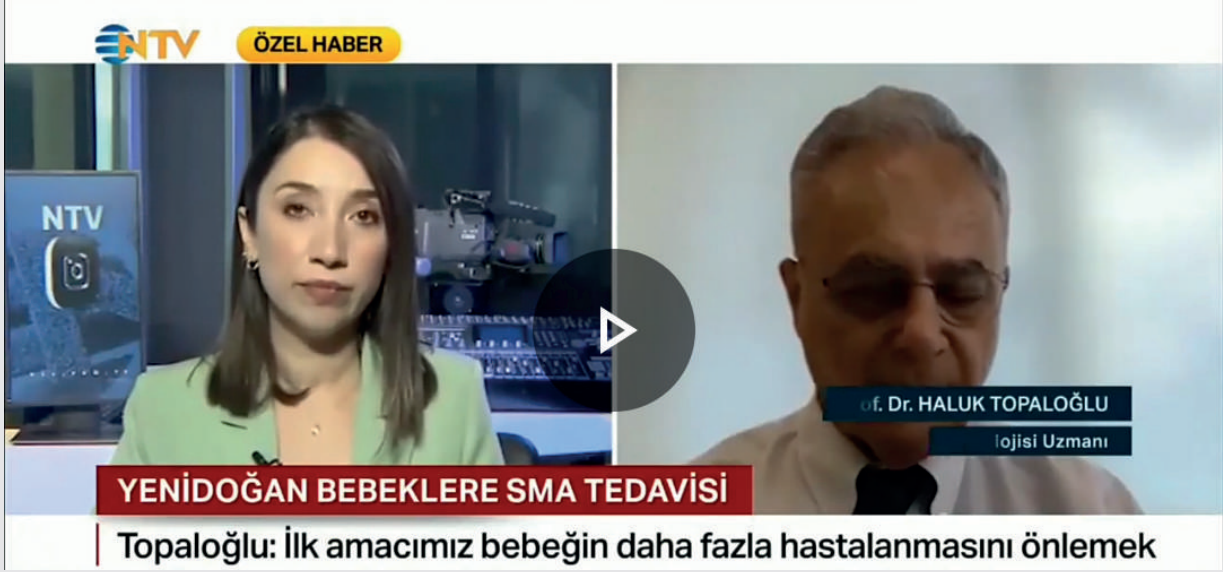 NTV
ÖZEL HABER
NTV
of. Dr. HALUK TOPALOĞLU
lojisi Uzmanı
YENİDOĞAN BEBEKLERE SMA TEDAVİSİ
Topaloğlu: İlk amacımız bebeğin daha fazla hastalanmasını önlemek